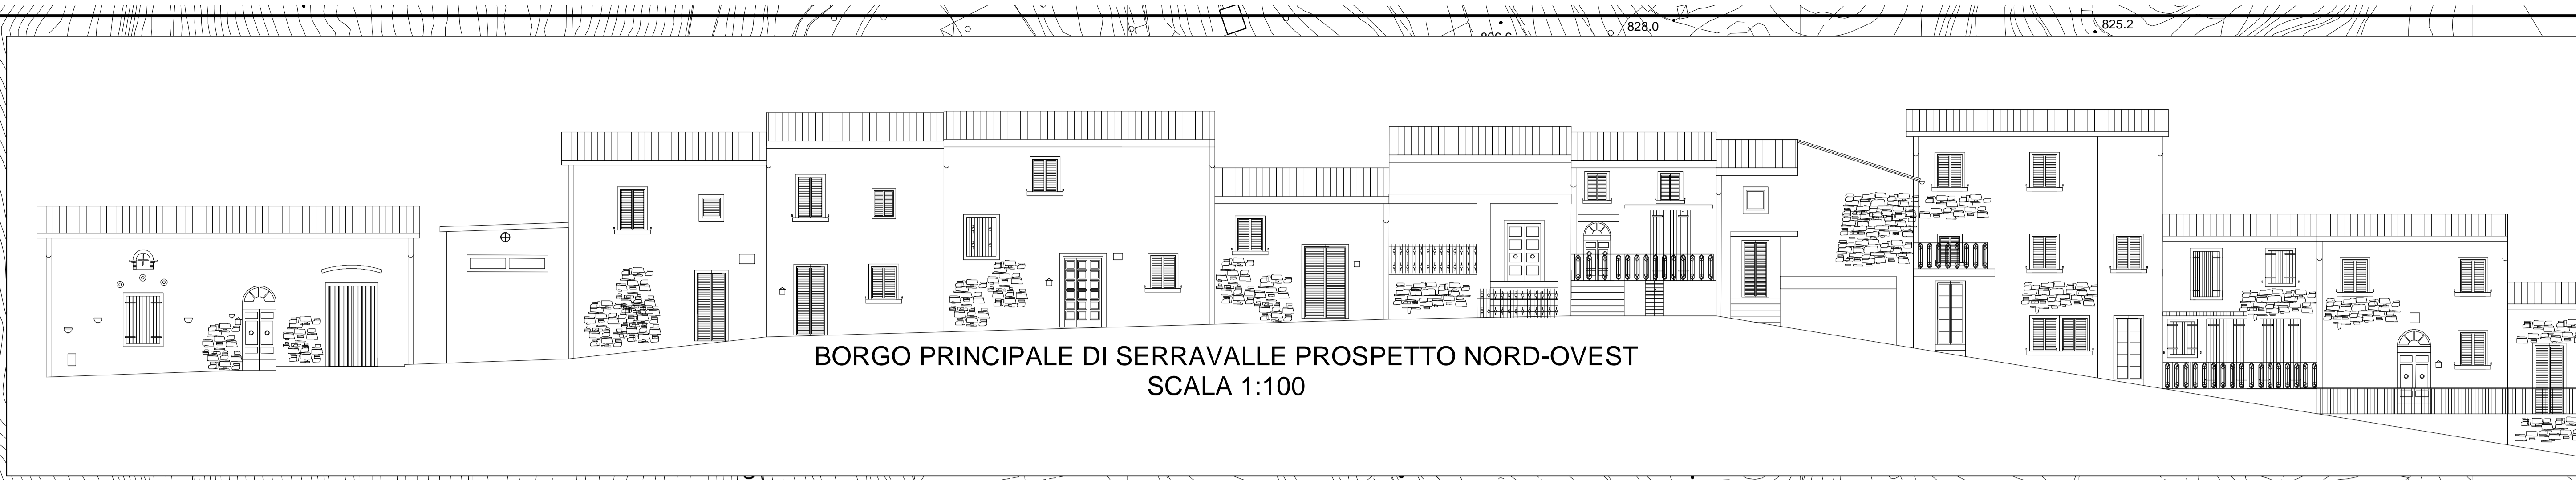 828.0
825.2
BORGO PRINCIPALE DI SERRAVALLE PROSPETTO NORD-OVEST
SCALA 1:100